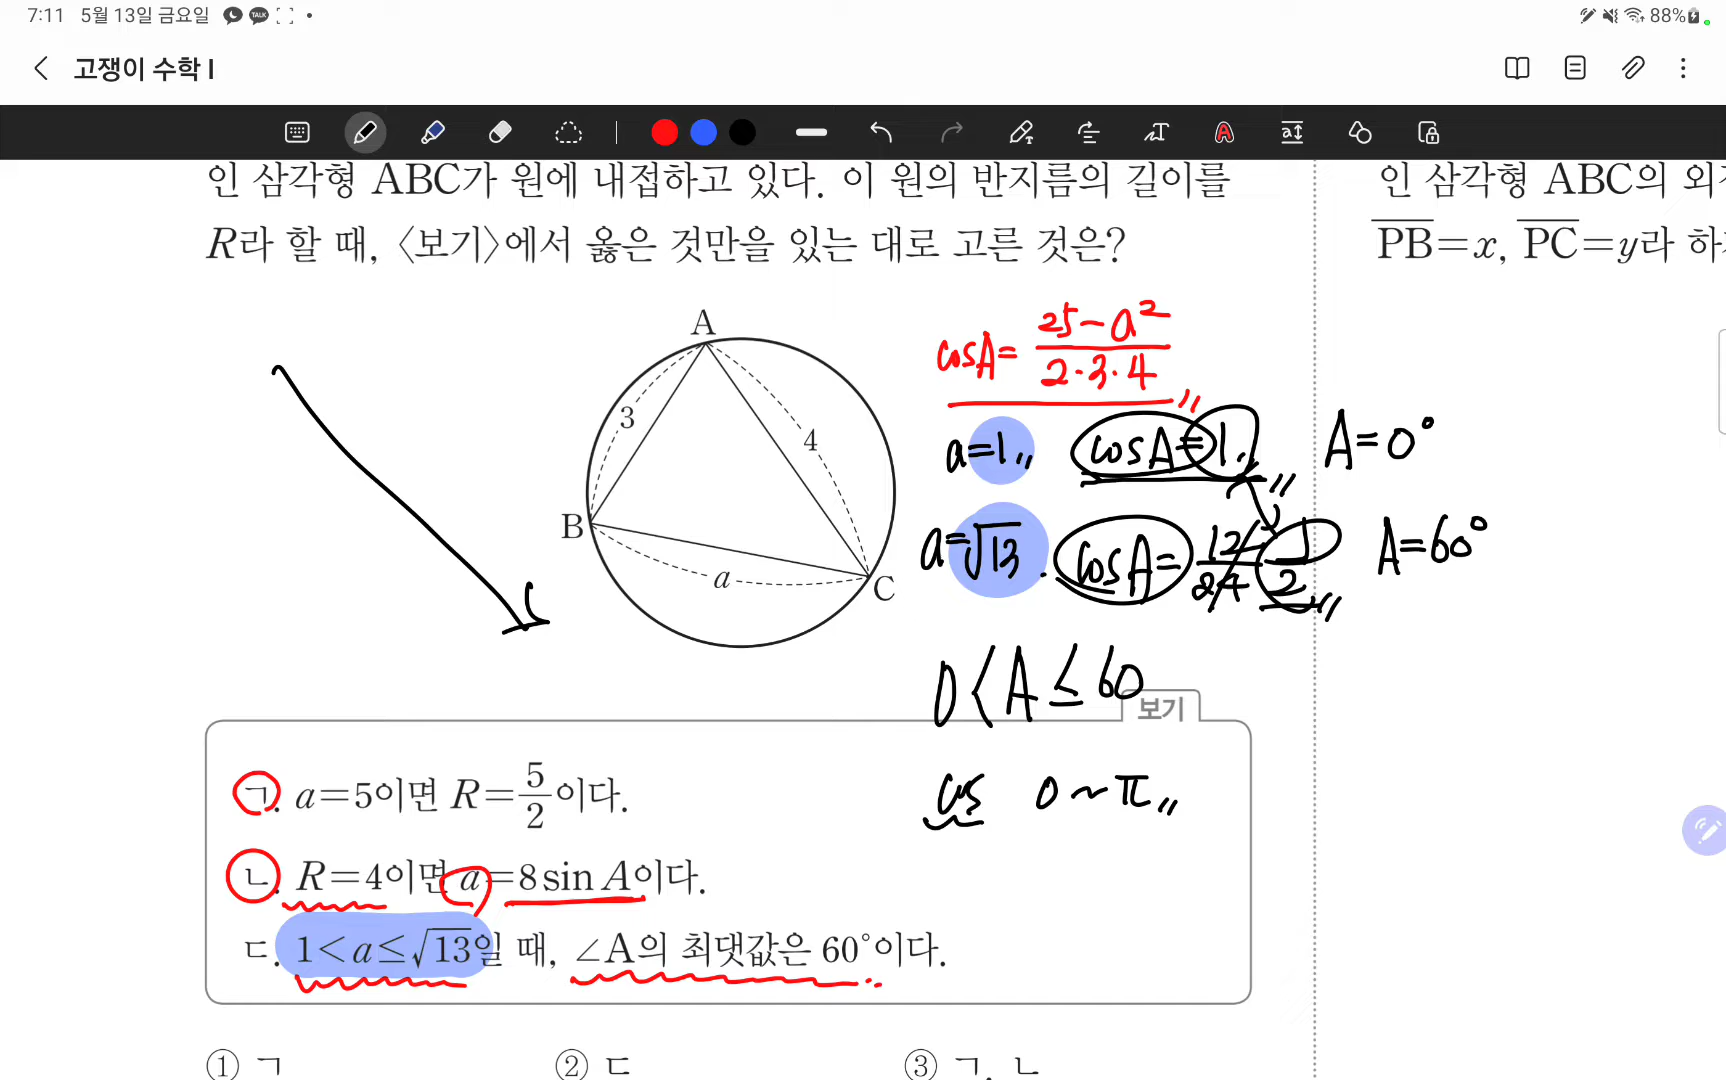 7:11 5월 13일 금요일 TALK 88%
고쟁이 수학 I
인 삼각형 ABC가 원에 내접하고 있다. 이 원의 반지름의 길이를
R라 할 때, 〈보기〉에서 옳은 것만을 있는 대로 고른 것은?
인 삼각형 ABC의 외
PB=x, PC=y라 하
A
3
4
B
a
C
cosA= 25-a²/2·3·4
a=1 cosA=1 A=0°
a=√13. cosA= 12/24 1/2 A=60°
0<A≤60
cos 0~π
보기
ㄱ. a=5이면 R=5/2이다.
ㄴ. R=4이면 a=8 sin A이다.
ㄷ. 1<a≤√13일 때, ∠A의 최댓값은 60°이다.
① ㄱ ② ㄷ ③ ㄱ, ㄴ